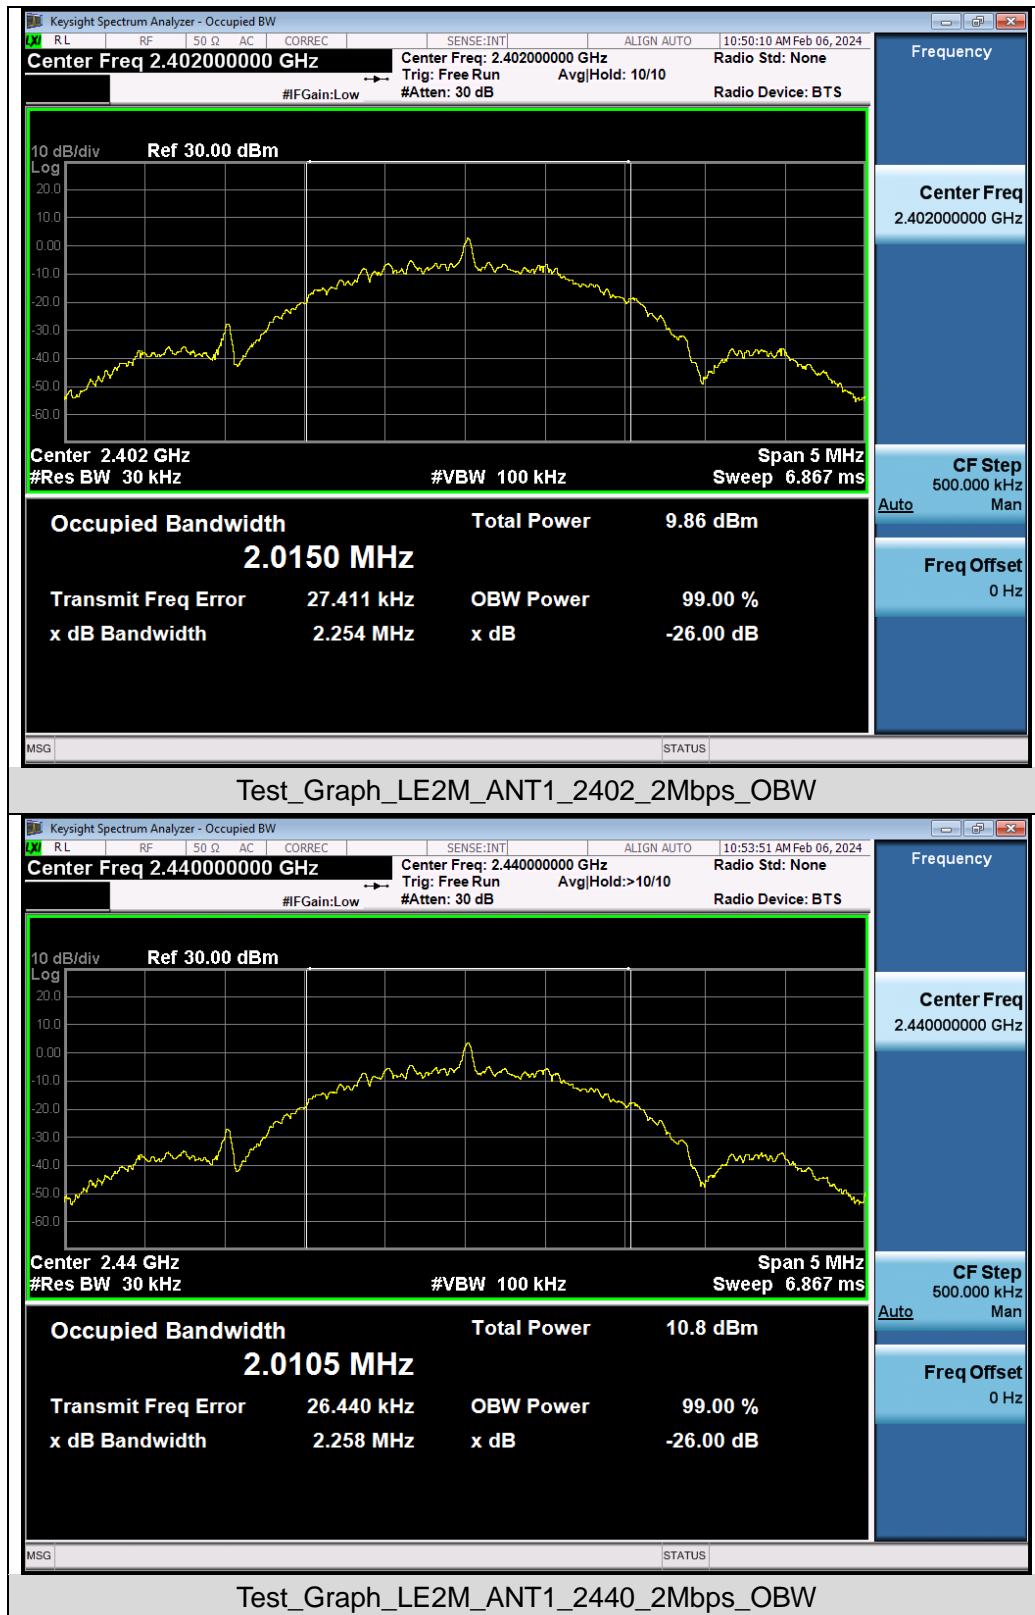 Keysight Spectrum Analyzer - Occupied BW
LXI RL RF 50 Ω AC CORREC SENSE:INT ALIGN AUTO 10:50:10 AM Feb 06, 2024
Center Freq 2.402000000 GHz
Center Freq: 2.402000000 GHz Radio Std: None
Trig: Free Run Avg|Hold: 10/10
#IFGain:Low #Atten: 30 dB Radio Device: BTS
Frequency
10 dB/div Ref 30.00 dBm
Log
20.0
10.0
0.00
-10.0
-20.0
-30.0
-40.0
-50.0
-60.0
Center Freq
2.402000000 GHz
Center 2.402 GHz Span 5 MHz
#Res BW 30 kHz #VBW 100 kHz Sweep 6.867 ms
CF Step
500.000 kHz
Auto Man
Occupied Bandwidth Total Power 9.86 dBm
2.0150 MHz
Transmit Freq Error 27.411 kHz OBW Power 99.00 %
x dB Bandwidth 2.254 MHz x dB -26.00 dB
Freq Offset
0 Hz
MSG STATUS
Test_Graph_LE2M_ANT1_2402_2Mbps_OBW
Keysight Spectrum Analyzer - Occupied BW
LXI RL RF 50 Ω AC CORREC SENSE:INT ALIGN AUTO 10:53:51 AM Feb 06, 2024
Center Freq 2.440000000 GHz
Center Freq: 2.440000000 GHz Radio Std: None
Trig: Free Run Avg|Hold:>10/10
#IFGain:Low #Atten: 30 dB Radio Device: BTS
Frequency
10 dB/div Ref 30.00 dBm
Log
20.0
10.0
0.00
-10.0
-20.0
-30.0
-40.0
-50.0
-60.0
Center Freq
2.440000000 GHz
Center 2.44 GHz Span 5 MHz
#Res BW 30 kHz #VBW 100 kHz Sweep 6.867 ms
CF Step
500.000 kHz
Auto Man
Occupied Bandwidth Total Power 10.8 dBm
2.0105 MHz
Transmit Freq Error 26.440 kHz OBW Power 99.00 %
x dB Bandwidth 2.258 MHz x dB -26.00 dB
Freq Offset
0 Hz
MSG STATUS
Test_Graph_LE2M_ANT1_2440_2Mbps_OBW